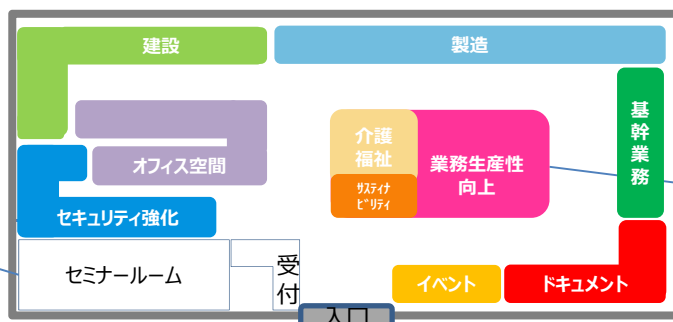 建設
製造
オフィス空間
介護
福祉
ｻｽﾃｨﾅ
ﾋﾞﾘﾃｨ
業務生産性
向上
基
幹
業
務
セキュリティ強化
セミナールーム
受
付
イベント
ドキュメント
入口